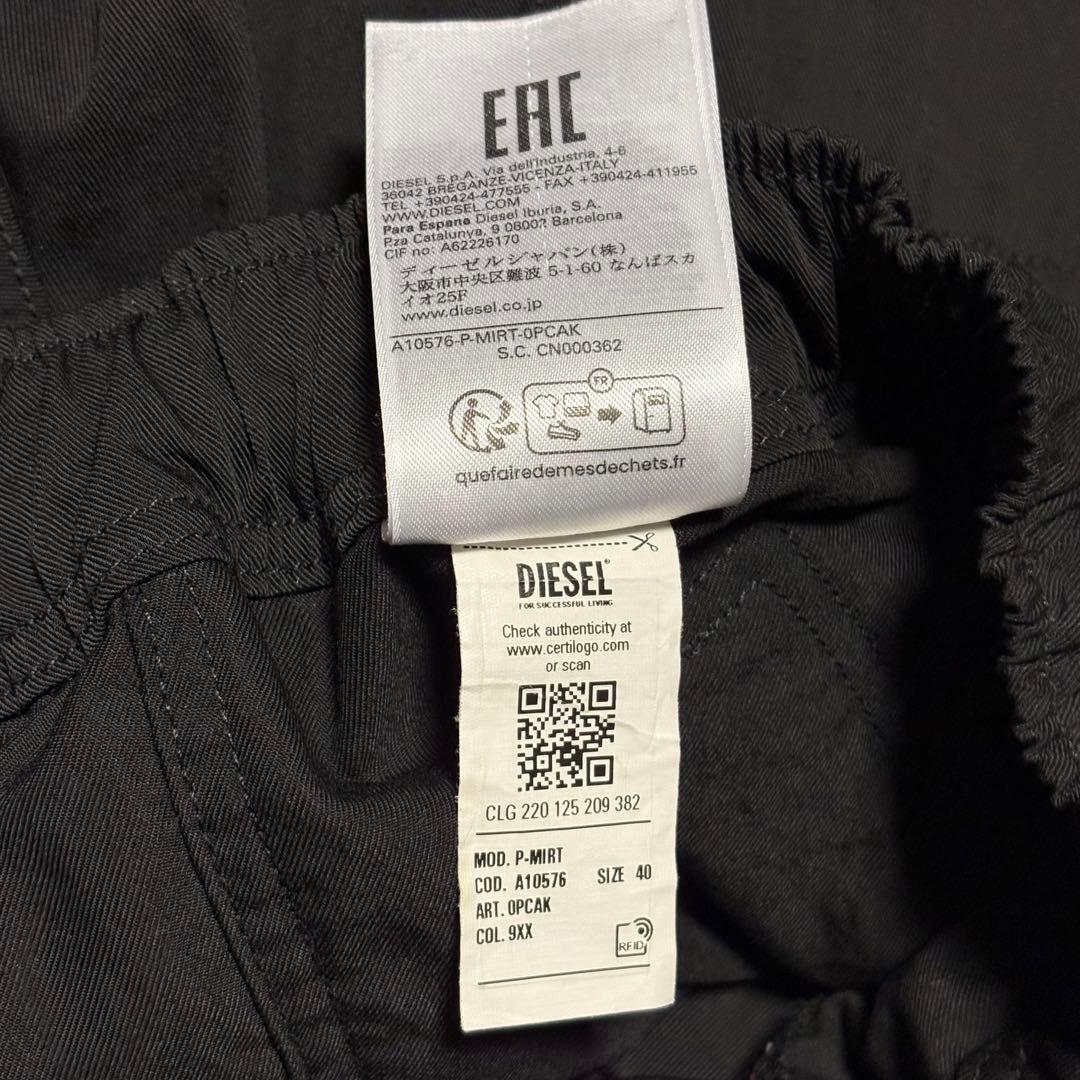 EAC
DIESEL S.p.A. Via dell'Industria, 4-6
36042 BREGANZE-VICENZA-ITALY
TEL +390424-477555 - FAX +390424-411955
WWW.DIESEL.COM
Para Espana Diesel Iburia, S.A.
P.za Catalunya, 9 08002 Barcelona
CIF no: A62226170
ディーゼルジャパン(株)
大阪市中央区難波 5-1-60 なんばスカ
イオ25F
www.diesel.co.jp
A10576-P-MIRT-0PCAK
S.C. CN000362
FR
quefairedemesdechets.fr
DIESEL®
FOR SUCCESSFUL LIVING
Check authenticity at
www.certilogo.com
or scan
CLG 220 125 209 382
MOD. P-MIRT
COD. A10576 SIZE 40
ART. 0PCAK
COL. 9XX
RFID